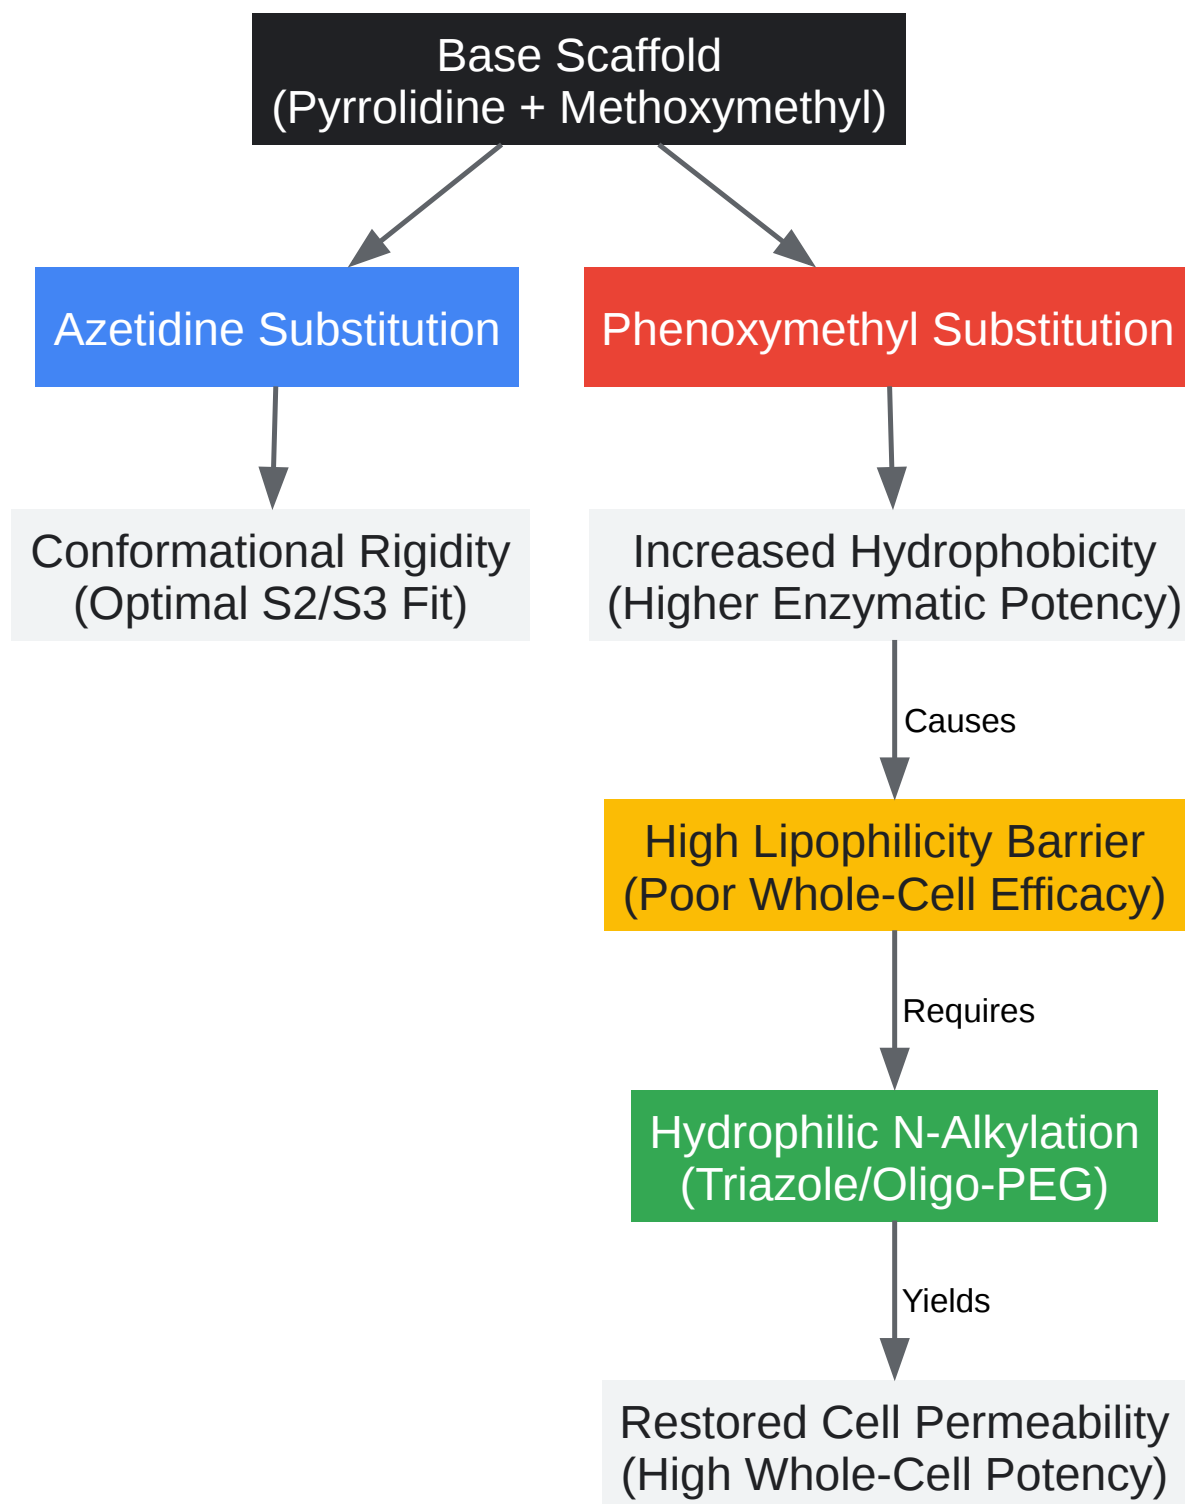 Base Scaffold
(Pyrrolidine + Methoxymethyl)
Azetidine Substitution
Phenoxymethyl Substitution
Conformational Rigidity
(Optimal S2/S3 Fit)
Increased Hydrophobicity
(Higher Enzymatic Potency)
Causes
High Lipophilicity Barrier
(Poor Whole-Cell Efficacy)
Requires
Hydrophilic N-Alkylation
(Triazole/Oligo-PEG)
Yields
Restored Cell Permeability
(High Whole-Cell Potency)